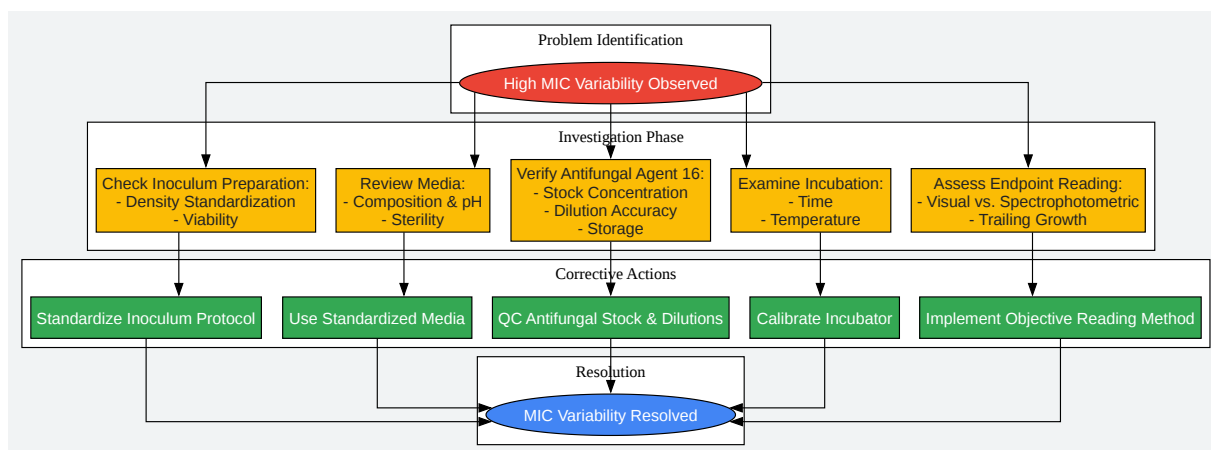 Problem Identification
High MIC Variability Observed
Investigation Phase
Check Inoculum Preparation:
- Density Standardization
- Viability
Review Media:
- Composition & pH
- Sterility
Verify Antifungal Agent 16:
- Stock Concentration
- Dilution Accuracy
- Storage
Examine Incubation:
- Time
- Temperature
Assess Endpoint Reading:
- Visual vs. Spectrophotometric
- Trailing Growth
Corrective Actions
Standardize Inoculum Protocol
Use Standardized Media
QC Antifungal Stock & Dilutions
Calibrate Incubator
Implement Objective Reading Method
Resolution
MIC Variability Resolved